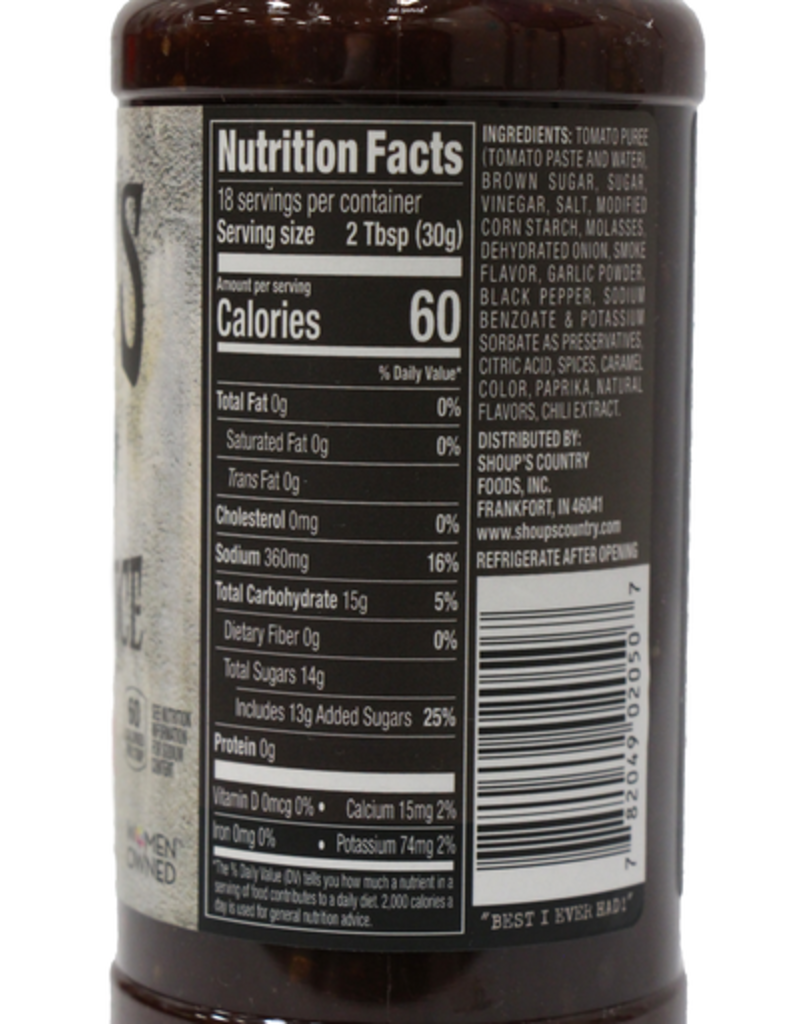 S
CE
60
SEE NUTRITION
INFORMATION
FOR SODIUM
CONTENT
WOMEN
OWNED
Nutrition Facts
18 servings per container
Serving size 2 Tbsp (30g)
Amount per serving
Calories 60
% Daily Value*
Total Fat 0g 0%
Saturated Fat 0g 0%
Trans Fat 0g
Cholesterol 0mg 0%
Sodium 360mg 16%
Total Carbohydrate 15g 5%
Dietary Fiber 0g 0%
Total Sugars 14g
Includes 13g Added Sugars 25%
Protein 0g
Vitamin D 0mcg 0% • Calcium 15mg 2%
Iron 0mg 0% • Potassium 74mg 2%
*The % Daily Value (DV) tells you how much a nutrient in a
serving of food contributes to a daily diet. 2,000 calories a
day is used for general nutrition advice.
INGREDIENTS: TOMATO PUREE
(TOMATO PASTE AND WATER),
BROWN SUGAR, SUGAR,
VINEGAR, SALT, MODIFIED
CORN STARCH, MOLASSES,
DEHYDRATED ONION, SMOKE
FLAVOR, GARLIC POWDER,
BLACK PEPPER, SODIUM
BENZOATE & POTASSIUM
SORBATE AS PRESERVATIVES,
CITRIC ACID, SPICES, CARAMEL
COLOR, PAPRIKA, NATURAL
FLAVORS, CHILI EXTRACT.
DISTRIBUTED BY:
SHOUP'S COUNTRY
FOODS, INC.
FRANKFORT, IN 46041
www.shoupscountry.com
REFRIGERATE AFTER OPENING
7 82049 02050 7
"BEST I EVER HAD!"